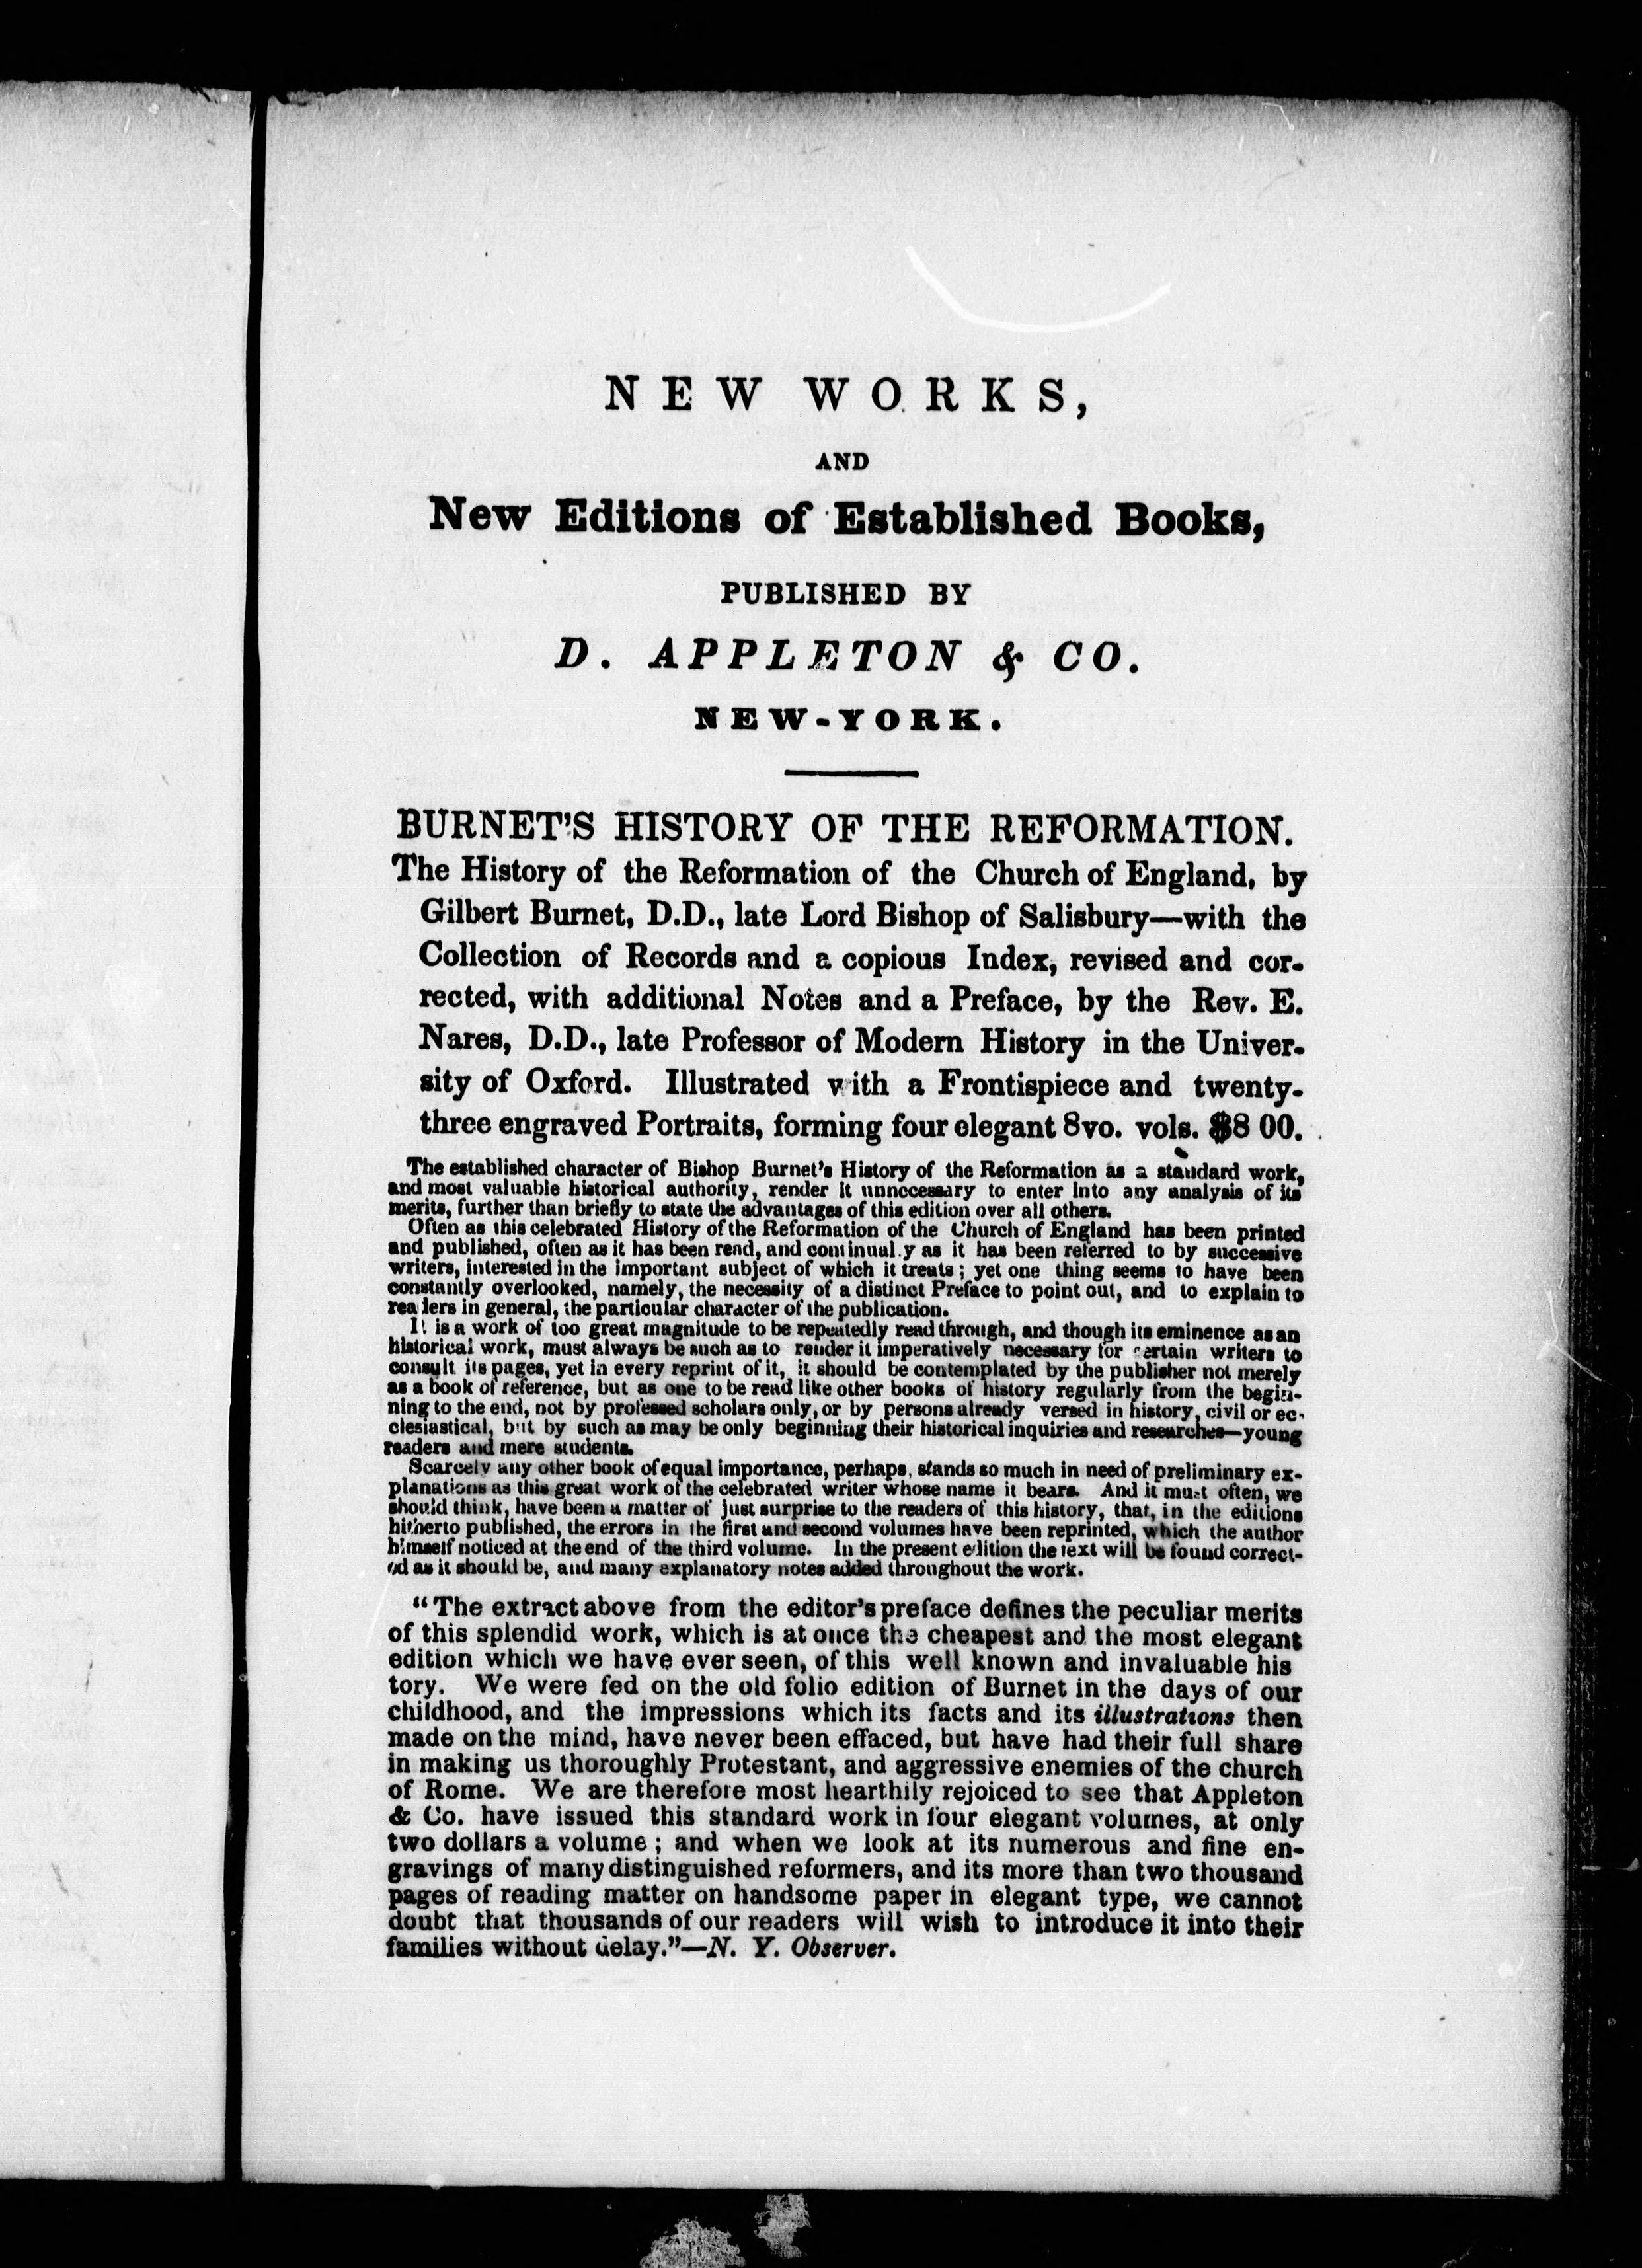 NEW WORKS,
AND
New Editions of Established Books,
PUBLISHED BY
D. APPLETON & CO.
NEW-YORK.
BURNET'S HISTORY OF THE REFORMATION.
The History of the Reformation of the Church of England, by
Gilbert Burnet, D.D., late Lord Bishop of Salisbury—with the
Collection of Records and a copious Index, revised and cor-
rected, with additional Notes and a Preface, by the Rev. E.
Nares, D.D., late Professor of Modern History in the Univer-
sity of Oxford. Illustrated with a Frontispiece and twenty-
three engraved Portraits, forming four elegant 8vo. vols. $8 00.
The established character of Bishop Burnet's History of the Reformation as a standard work,
and most valuable historical authority, render it unnecessary to enter into any analysis of its
merits, further than briefly to state the advantages of this edition over all others.
Often as this celebrated History of the Reformation of the Church of England has been printed
and published, often as it has been read, and continually as it has been referred to by successive
writers, interested in the important subject of which it treats; yet one thing seems to have been
constantly overlooked, namely, the necessity of a distinct Preface to point out, and to explain to
readers in general, the particular character of the publication.
It is a work of too great magnitude to be repeatedly read through, and though its eminence as an
historical work, must always be such as to render it imperatively necessary for certain writers to
consult its pages, yet in every reprint of it, it should be contemplated by the publisher not merely
as a book of reference, but as one to be read like other books of history regularly from the begin-
ning to the end, not by professed scholars only, or by persons already versed in history, civil or ec-
clesiastical, but by such as may be only beginning their historical inquiries and researches—young
readers and mere students.
Scarcely any other book of equal importance, perhaps, stands so much in need of preliminary ex-
planations as this great work of the celebrated writer whose name it bears. And it must often, we
should think, have been a matter of just surprise to the readers of this history, that, in the editions
hitherto published, the errors in the first and second volumes have been reprinted, which the author
himself noticed at the end of the third volume. In the present edition the text will be found correct-
ed as it should be, and many explanatory notes added throughout the work.
"The extract above from the editor's preface defines the peculiar merits
of this splendid work, which is at once the cheapest and the most elegant
edition which we have ever seen, of this well known and invaluable his
tory. We were fed on the old folio edition of Burnet in the days of our
childhood, and the impressions which its facts and its illustrations then
made on the mind, have never been effaced, but have had their full share
in making us thoroughly Protestant, and aggressive enemies of the church
of Rome. We are therefore most hearthily rejoiced to see that Appleton
& Co. have issued this standard work in four elegant volumes, at only
two dollars a volume; and when we look at its numerous and fine en-
gravings of many distinguished reformers, and its more than two thousand
pages of reading matter on handsome paper in elegant type, we cannot
doubt that thousands of our readers will wish to introduce it into their
families without delay."—N. Y. Observer.